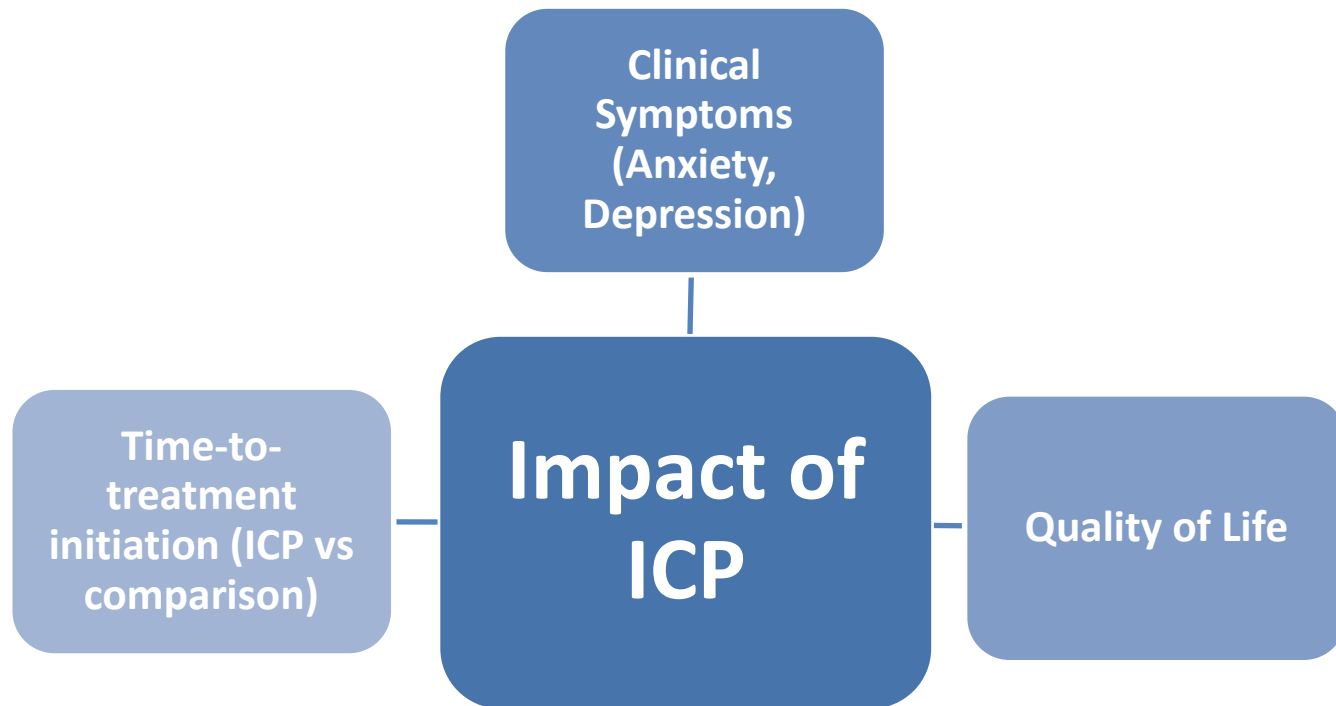 Clinical
Symptoms
(Anxiety,
Depression)
Time-to-
treatment
initiation (ICP vs
comparison)
Impact of
ICP
Quality of Life